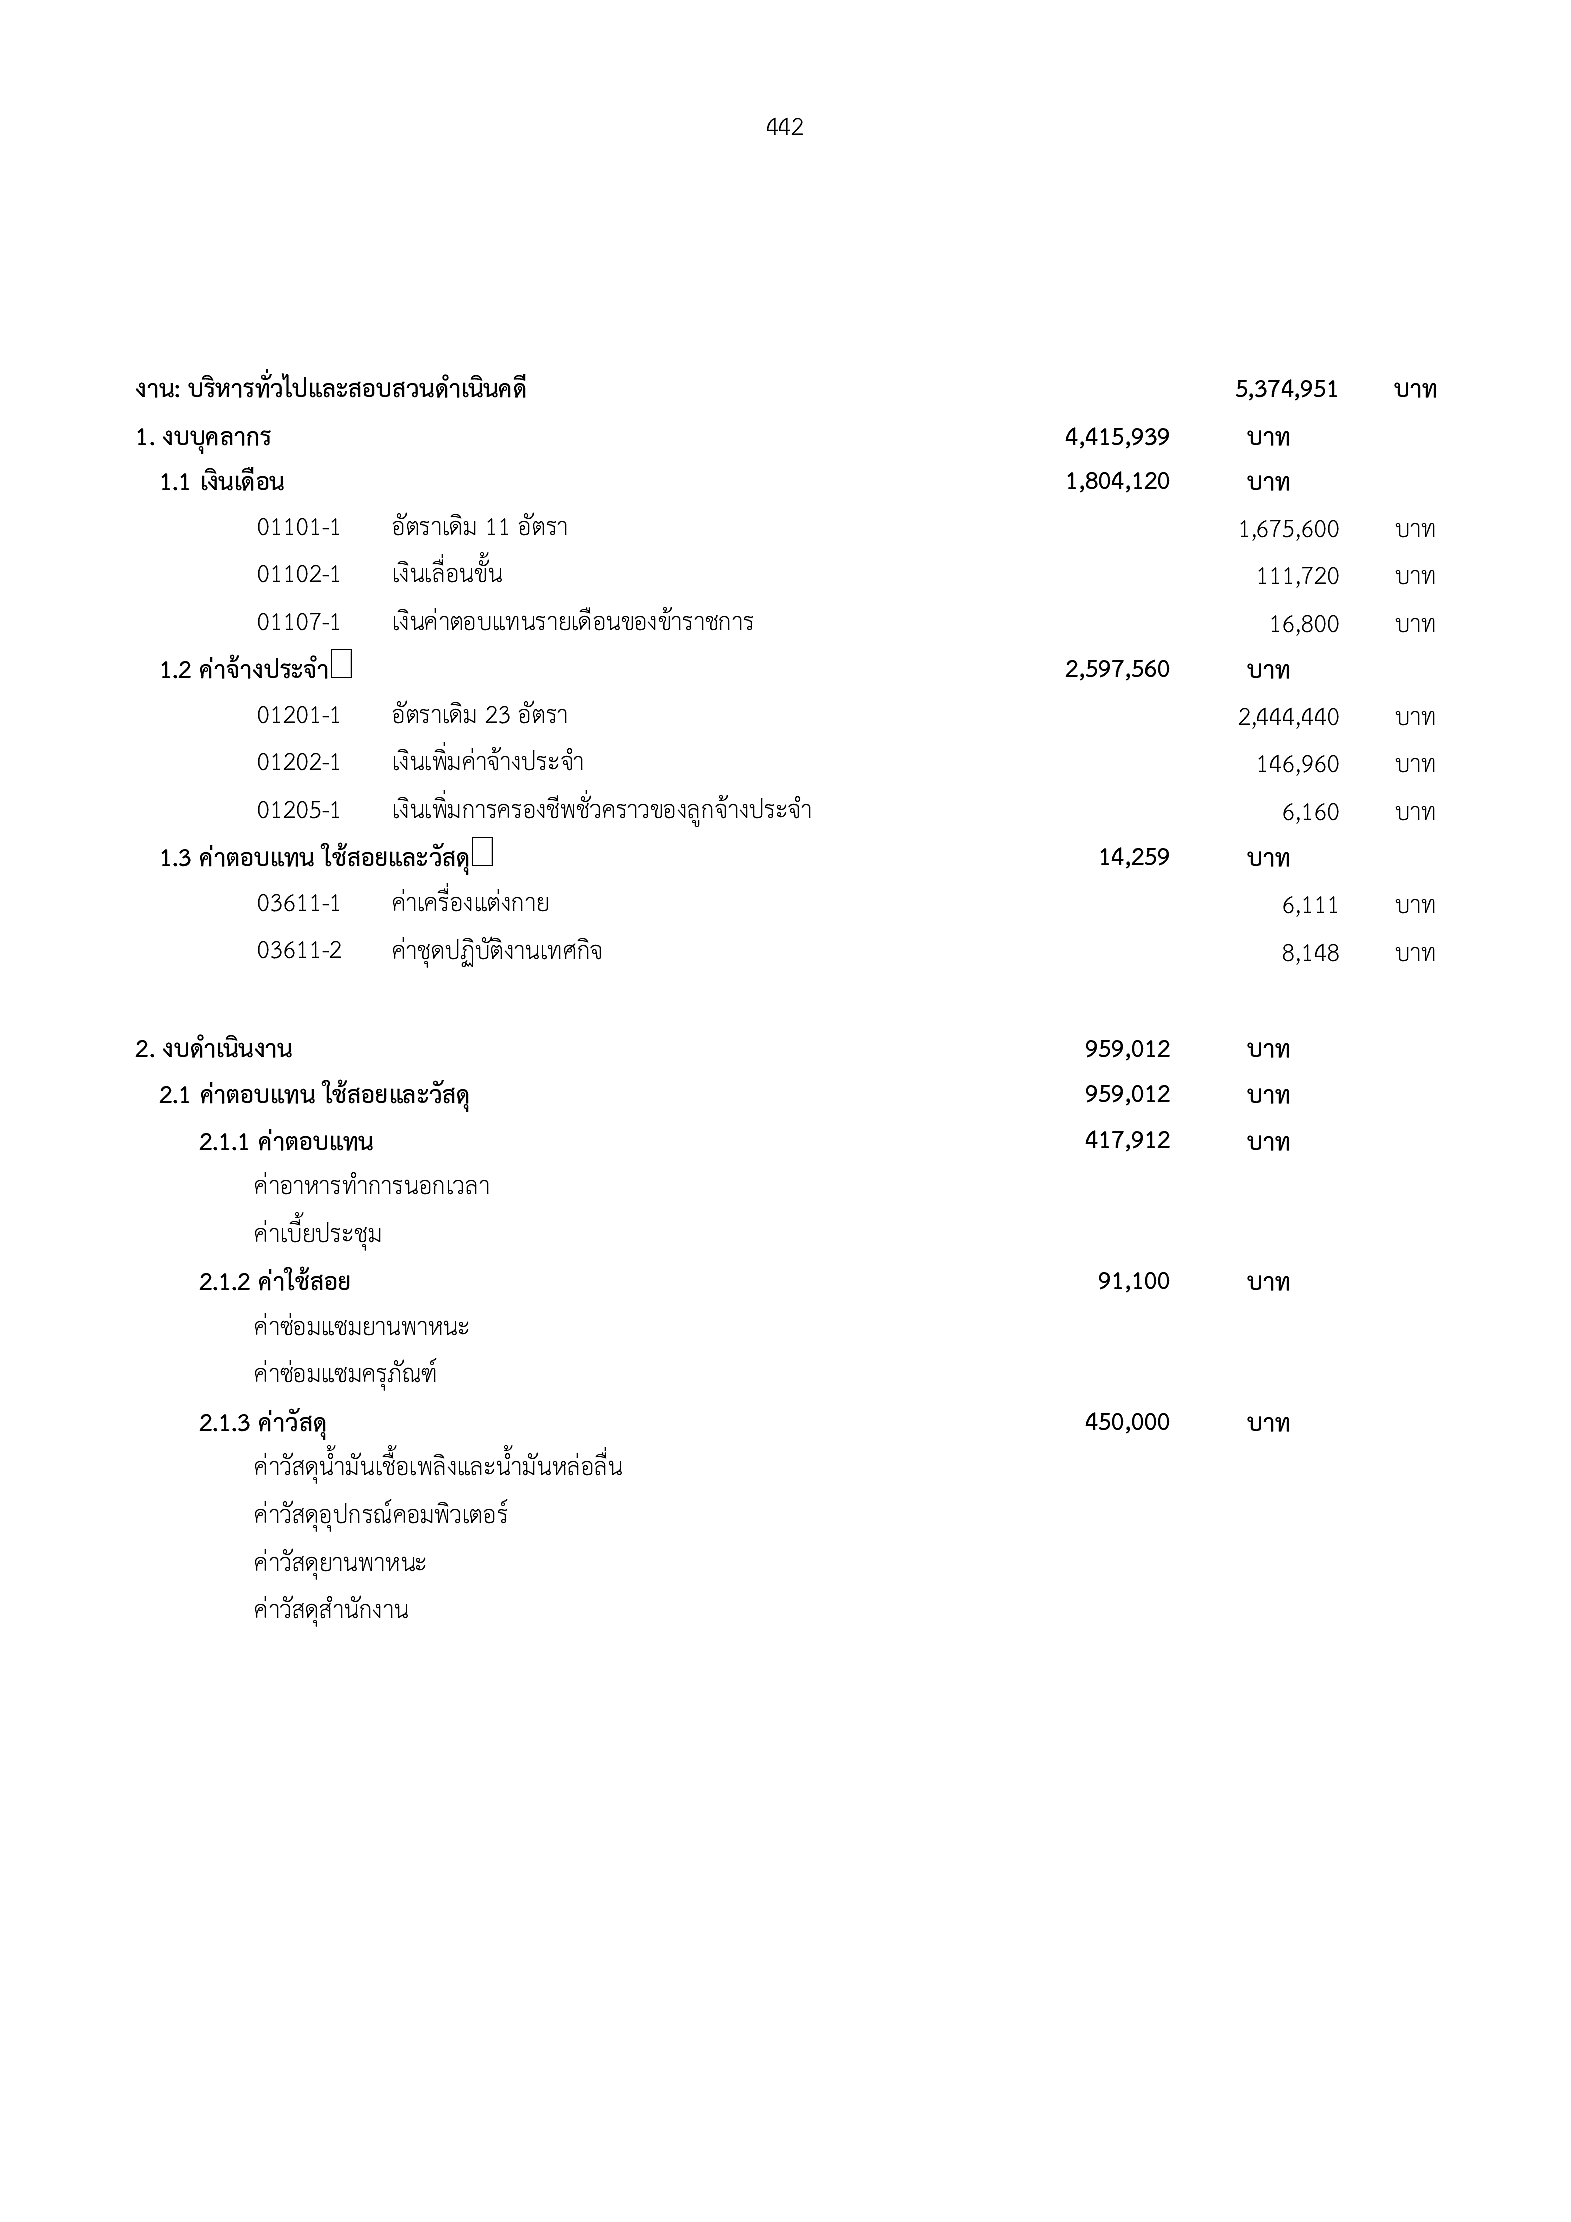 442
งาน: บริหารทั่วไปและสอบสวนดำเนินคดี 5,374,951 บาท
1. งบบุคลากร 4,415,939 บาท
1.1 เงินเดือน 1,804,120 บาท
01101-1 อัตราเดิม 11 อัตรา 1,675,600 บาท
01102-1 เงินเลื่อนขั้น 111,720 บาท
01107-1 เงินค่าตอบแทนรายเดือนของข้าราชการ 16,800 บาท
1.2 ค่าจ้างประจำ 2,597,560 บาท
01201-1 อัตราเดิม 23 อัตรา 2,444,440 บาท
01202-1 เงินเพิ่มค่าจ้างประจำ 146,960 บาท
01205-1 เงินเพิ่มการครองชีพชั่วคราวของลูกจ้างประจำ 6,160 บาท
1.3 ค่าตอบแทน ใช้สอยและวัสดุ 14,259 บาท
03611-1 ค่าเครื่องแต่งกาย 6,111 บาท
03611-2 ค่าชุดปฏิบัติงานเทศกิจ 8,148 บาท
2. งบดำเนินงาน 959,012 บาท
2.1 ค่าตอบแทน ใช้สอยและวัสดุ 959,012 บาท
2.1.1 ค่าตอบแทน 417,912 บาท
ค่าอาหารทำการนอกเวลา
ค่าเบี้ยประชุม
2.1.2 ค่าใช้สอย 91,100 บาท
ค่าซ่อมแซมยานพาหนะ
ค่าซ่อมแซมครุภัณฑ์
2.1.3 ค่าวัสดุ 450,000 บาท
ค่าวัสดุน้ำมันเชื้อเพลิงและน้ำมันหล่อลื่น
ค่าวัสดุอุปกรณ์คอมพิวเตอร์
ค่าวัสดุยานพาหนะ
ค่าวัสดุสำนักงาน